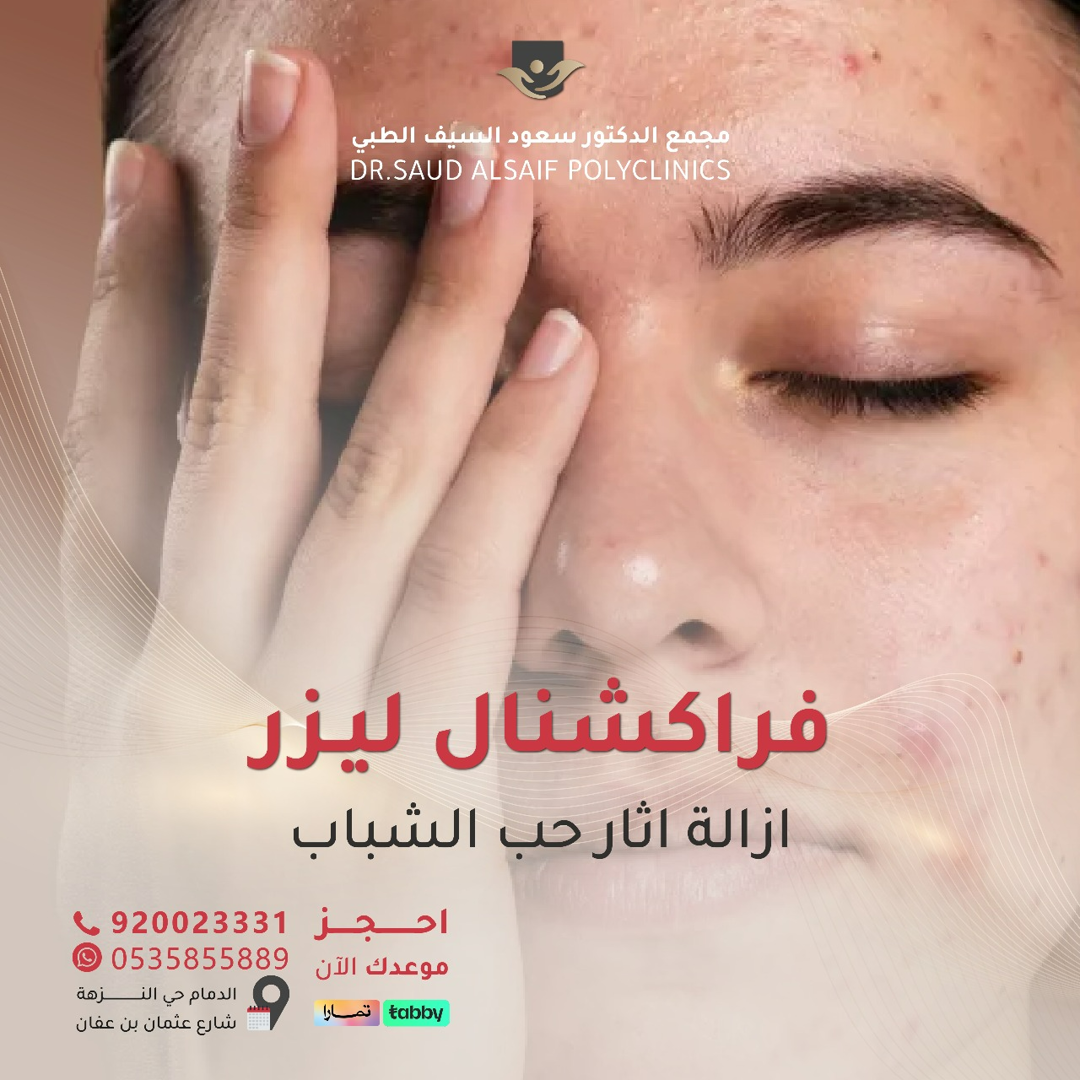 مجمع الدكتور سعود السيف الطبي
DR.SAUD ALSAIF POLYCLINICS
فراكشنال ليزر
ازالة اثار حب الشباب
احجز
موعدك الآن
تمارا tabby
920023331
0535855889
الدمام حي النزهة
شارع عثمان بن عفان